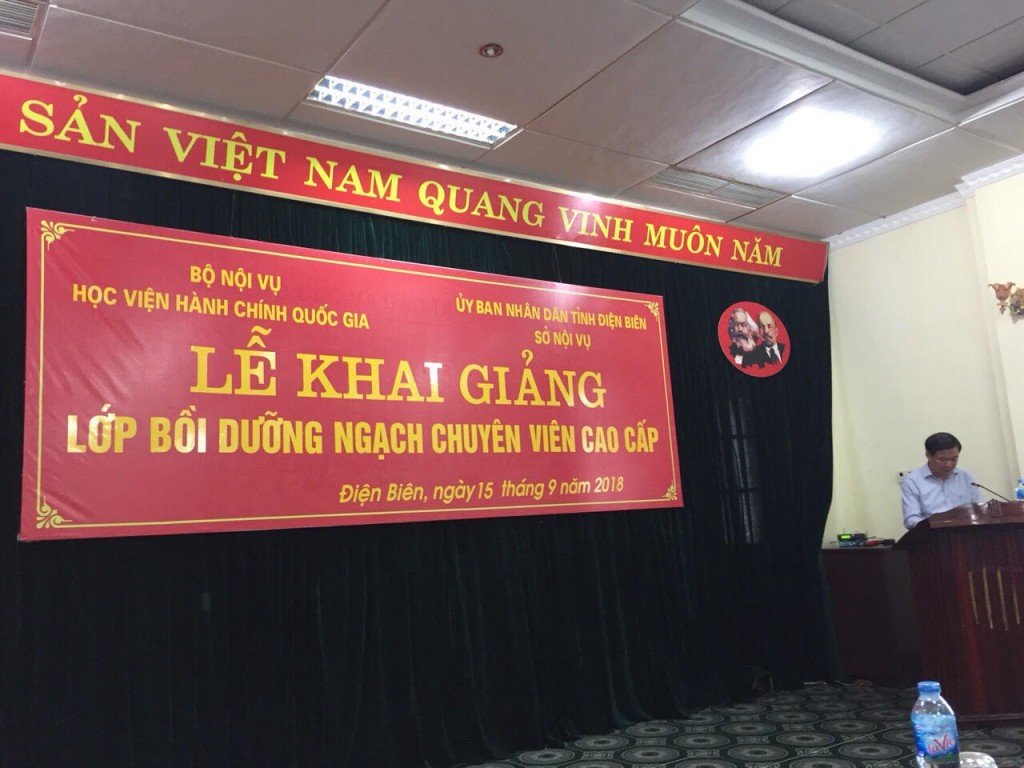 SẢN VIỆT NAM QUANG VINH MUÔN NĂM
BỘ NỘI VỤ
HỌC VIỆN HÀNH CHÍNH QUỐC GIA
ỦY BAN NHÂN DÂN TỈNH ĐIỆN BIÊN
SỞ NỘI VỤ
LỄ KHAI GIẢNG
LỚP BỒI DƯỠNG NGẠCH CHUYÊN VIÊN CAO CẤP
Điện Biên, ngày 15 tháng 9 năm 2018
LaVie